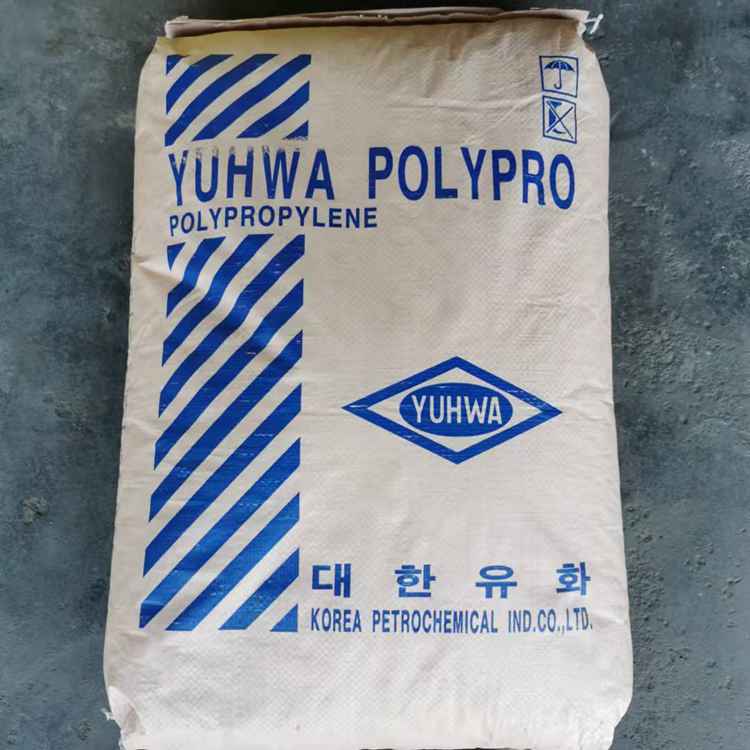 YUHWA POLYPRO
POLYPROPYLENE
YUHWA
대한유화
KOREA PETROCHEMICAL IND.CO.,LTD.